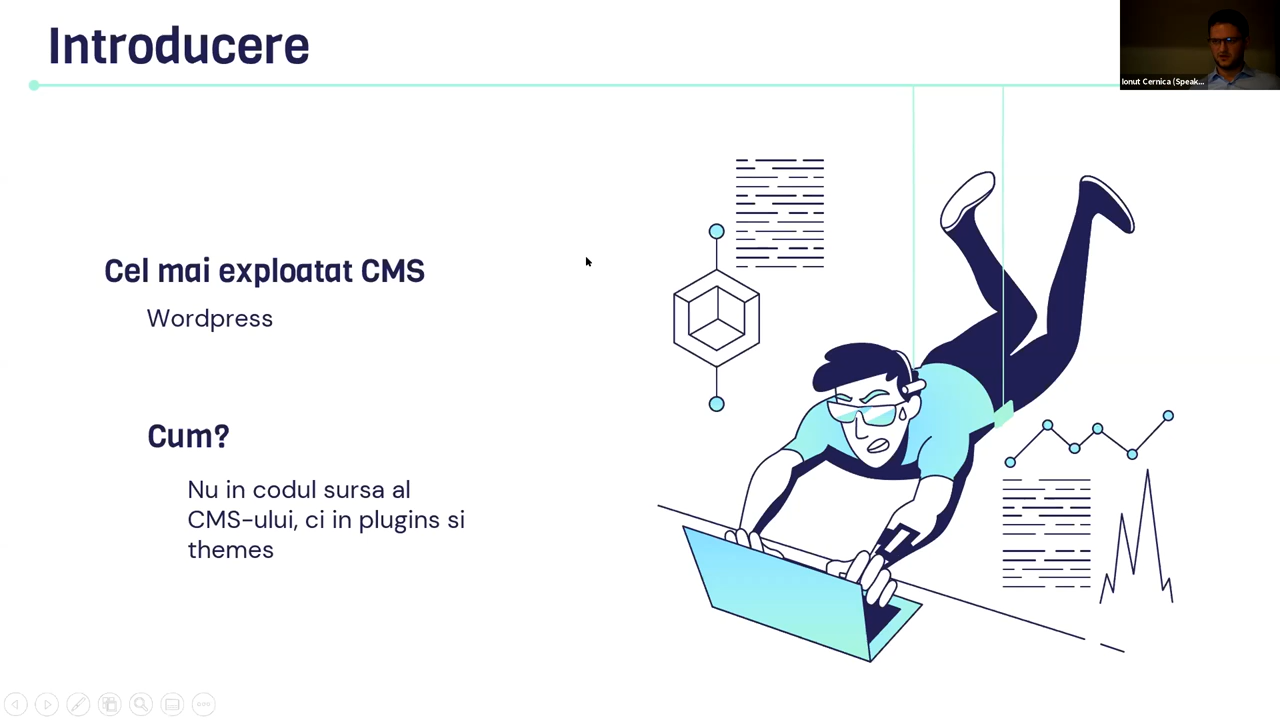 Introducere
Ionut Cernica (Speak...
Cel mai exploatat CMS
Wordpress
Cum?
Nu in codul sursa al
CMS-ului, ci in plugins si
themes